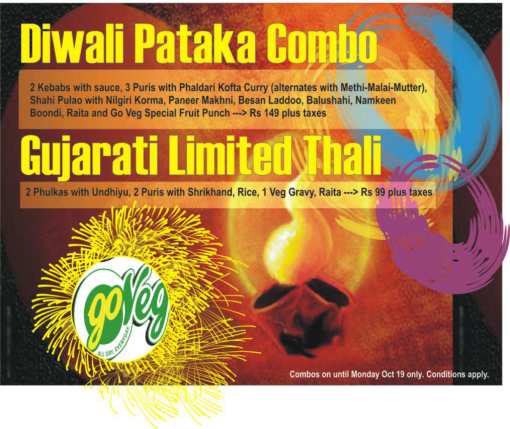 Diwali Pataka Combo
2 Kebabs with sauce, 3 Puris with Phaldari Kofta Curry (alternates with Methi-Malai-Mutter),
Shahi Pulao with Nilgiri Korma, Paneer Makhni, Besan Laddoo, Balushahi, Namkeen
Boondi, Raita and Go Veg Special Fruit Punch ---> Rs 149 plus taxes
Gujarati Limited Thali
2 Phulkas with Undhiyu, 2 Puris with Shrikhand, Rice, 1 Veg Gravy, Raita ---> Rs 99 plus taxes
goVeg
Combos on until Monday Oct 19 only. Conditions apply.